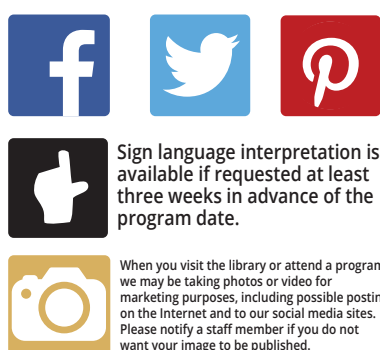 Sign language interpretation is
available if requested at least
three weeks in advance of the
program date.
When you visit the library or attend a program
we may be taking photos or video for
marketing purposes, including possible postin
on the Internet and to our social media sites.
Please notify a staff member if you do not
want your image to be published.